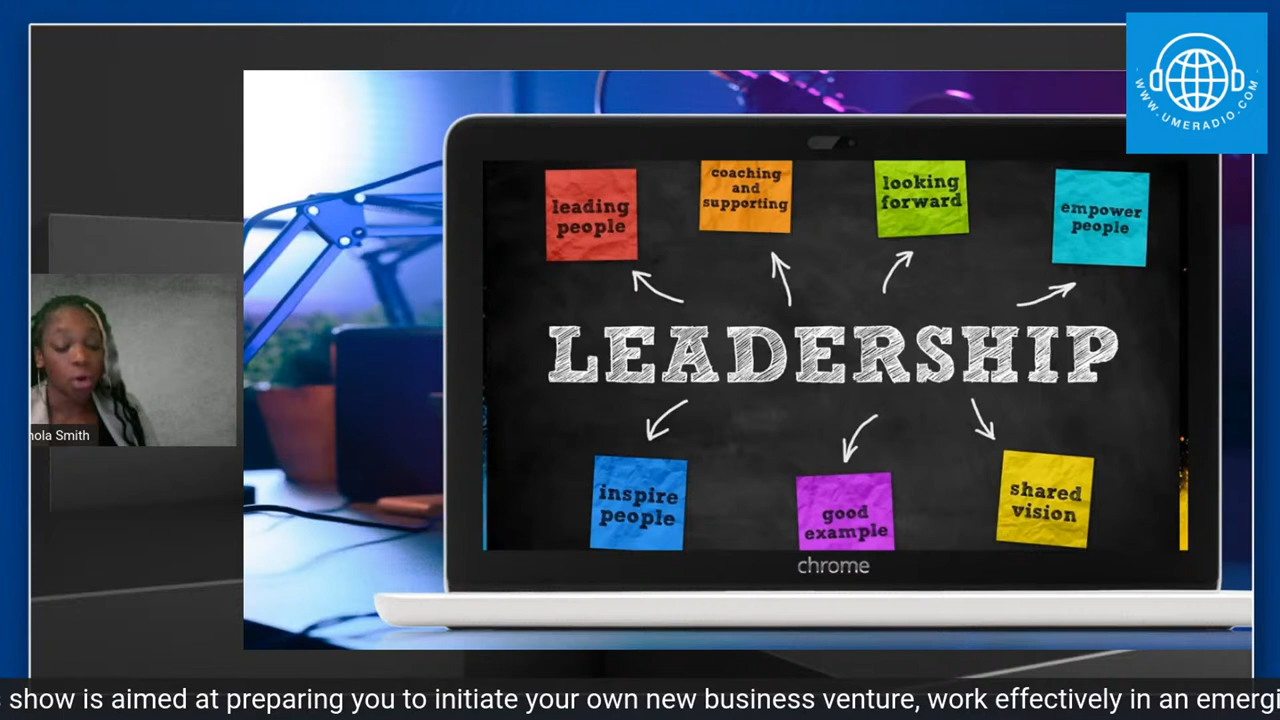 WWW.UMERADIO.COM
leading
people
coaching
and
supporting
looking
forward
empower
people
LEADERSHIP
inspire
people
good
example
shared
vision
chrome
Smith
show is aimed at preparing you to initiate your own new business venture, work effectively in an